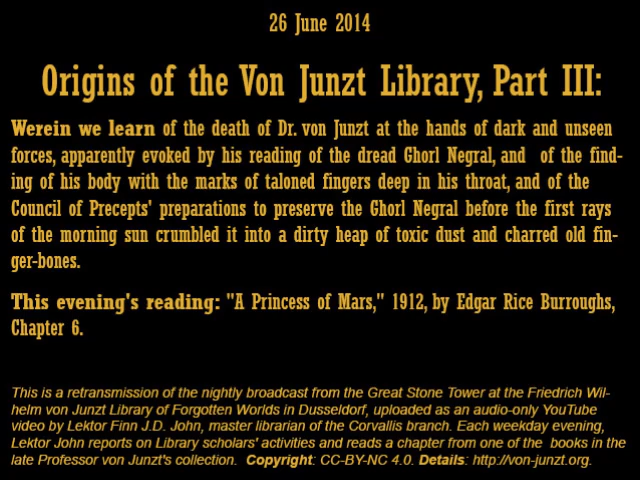 26 June 2014
Origins of the Von Junzt Library, Part III:
Werein we learn of the death of Dr. von Junzt at the hands of dark and unseen
forces, apparently evoked by his reading of the dread Ghorl Negral, and of the find-
ing of his body with the marks of taloned fingers deep in his throat, and of the
Council of Precepts' preparations to preserve the Ghorl Negral before the first rays
of the morning sun crumbled it into a dirty heap of toxic dust and charred old fin-
ger-bones.
This evening's reading: "A Princess of Mars," 1912, by Edgar Rice Burroughs,
Chapter 6.
This is a retransmission of the nightly broadcast from the Great Stone Tower at the Friedrich Wil-
helm von Junzt Library of Forgotten Worlds in Dusseldorf, uploaded as an audio-only YouTube
video by Lektor Finn J.D. John, master librarian of the Corvallis branch. Each weekday evening,
Lektor John reports on Library scholars' activities and reads a chapter from one of the books in the
late Professor von Junzt's collection. Copyright: CC-BY-NC 4.0. Details: http://von-junzt.org.